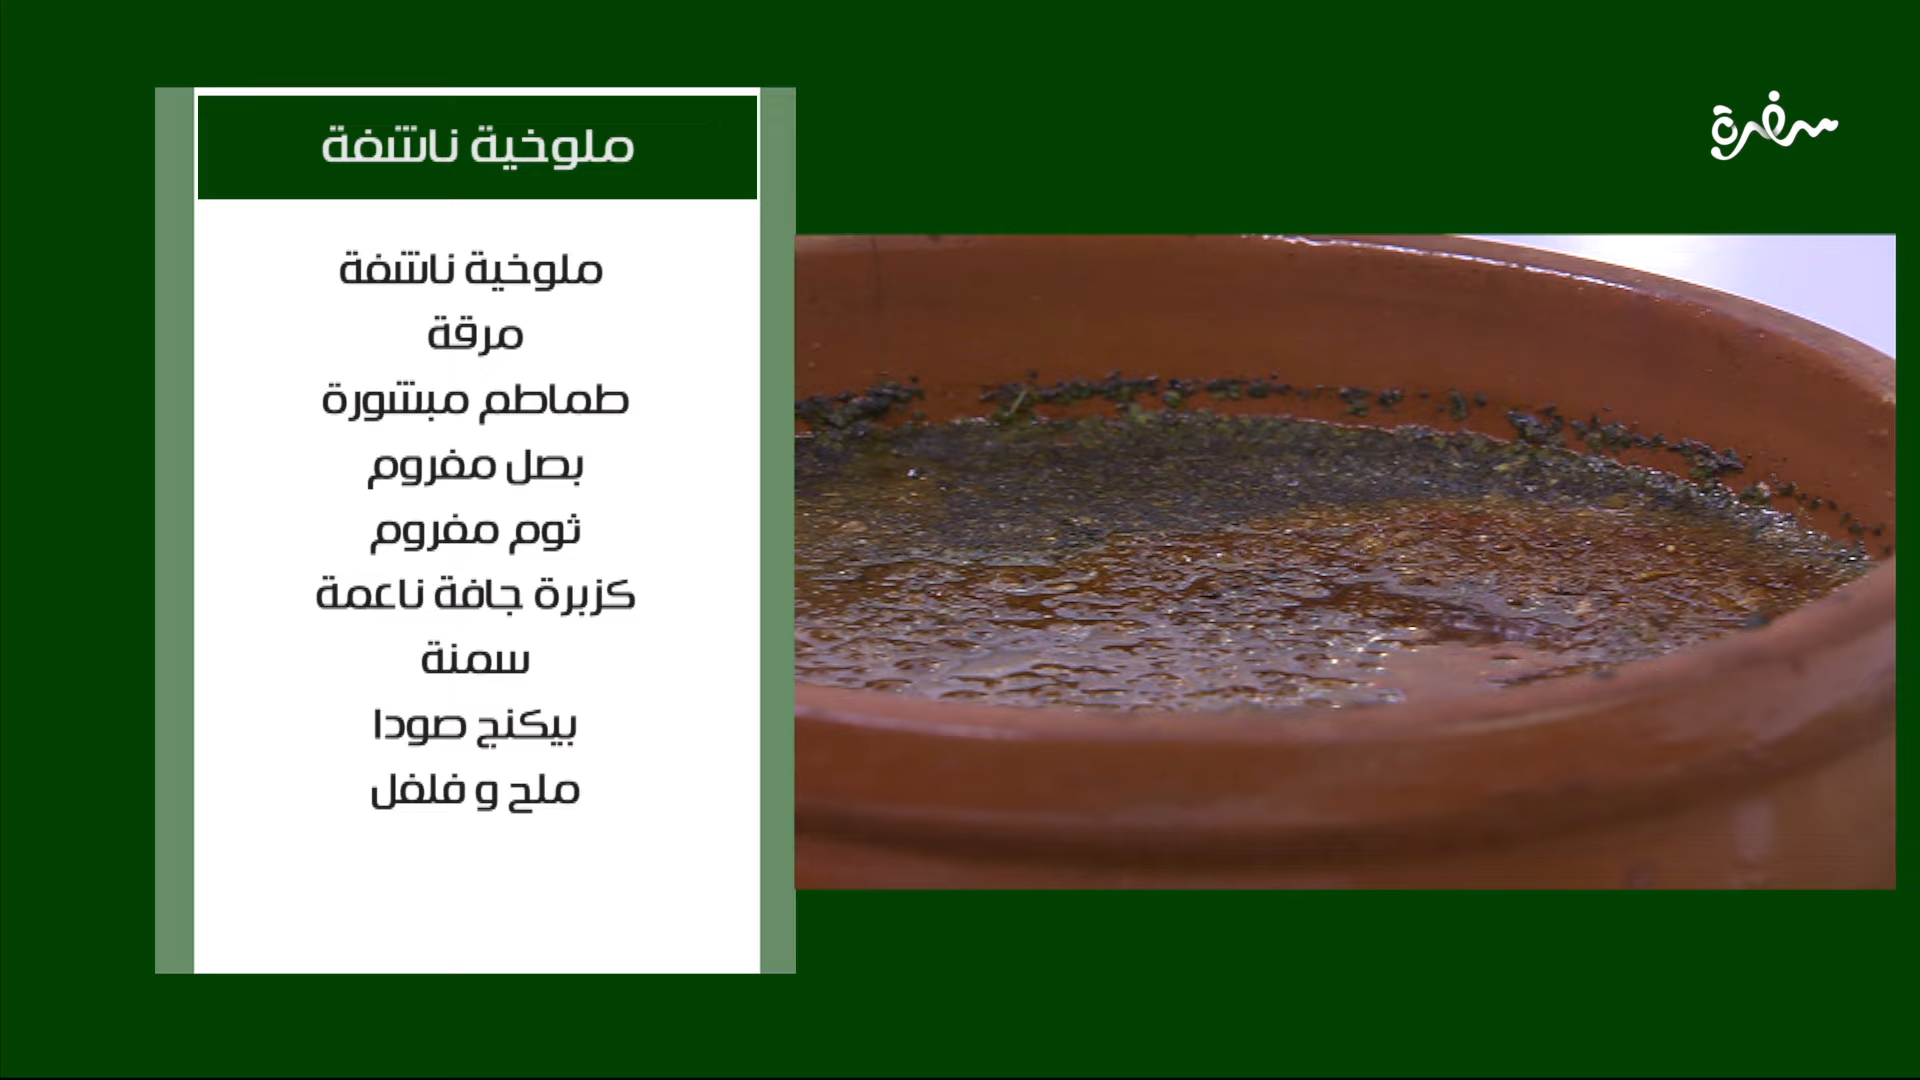 سفرة
ملوخية ناشفة
ملوخية ناشفة
مرقة
طماطم مبشورة
بصل مفروم
ثوم مفروم
كزبرة جافة ناعمة
سمنة
بيكنج صودا
ملح و فلفل